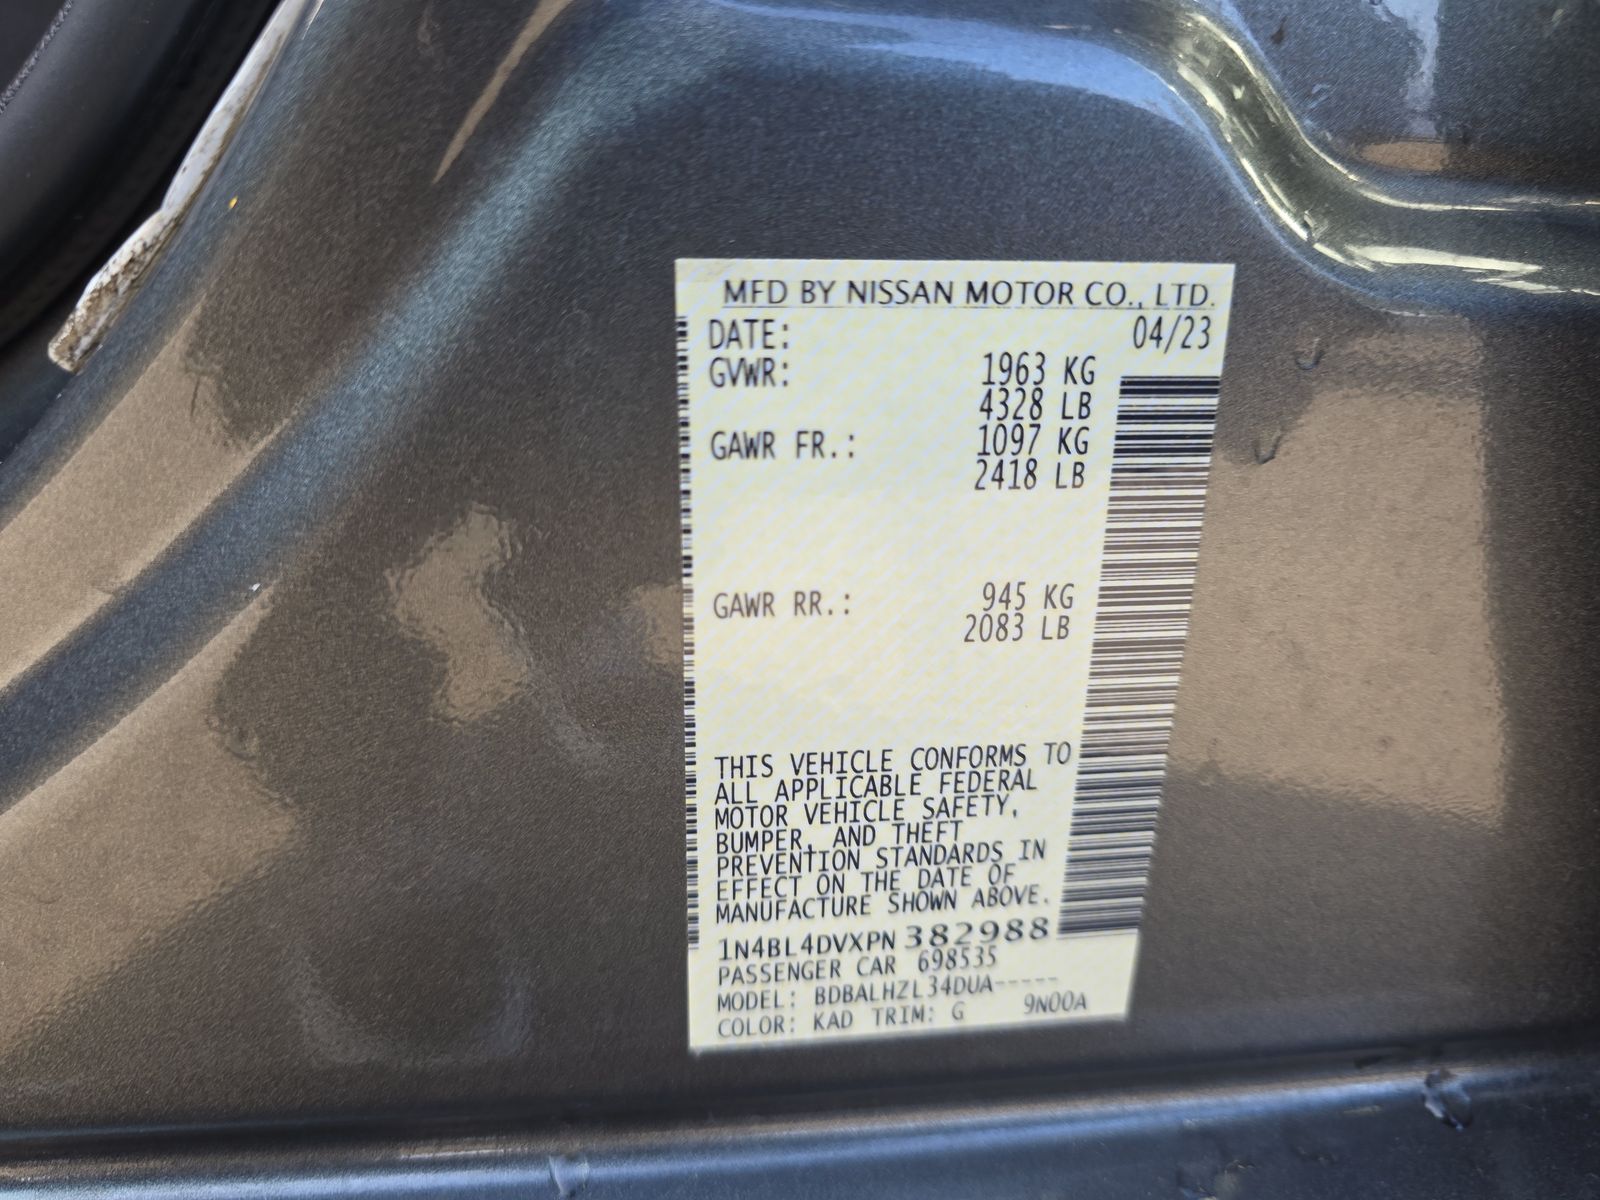 MFD BY NISSAN MOTOR CO., LTD.
DATE: 04/23
GVWR: 1963 KG
4328 LB
GAWR FR.: 1097 KG
2418 LB
GAWR RR.: 945 KG
2083 LB
THIS VEHICLE CONFORMS TO
ALL APPLICABLE FEDERAL
MOTOR VEHICLE SAFETY,
BUMPER, AND THEFT
PREVENTION STANDARDS IN
EFFECT ON THE DATE OF
MANUFACTURE SHOWN ABOVE.
1N4BL4DVXPN 382988
PASSENGER CAR 698535
MODEL: BDBALHZL34DUA-----
COLOR: KAD TRIM: G 9N00A